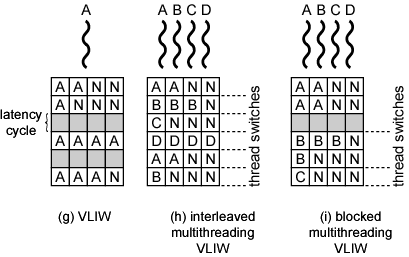 A
A B C D
A B C D
A A N N
A N N N
A A A A
A A A N
latency
cycle
A A N N
B B B N
C N N N
D D D D
A A N N
B N N N
thread switches
A A N N
A A N N
B B B N
B N N N
C N N N
thread switches
(g) VLIW
(h) interleaved
multithreading
VLIW
(i) blocked
multithreading
VLIW